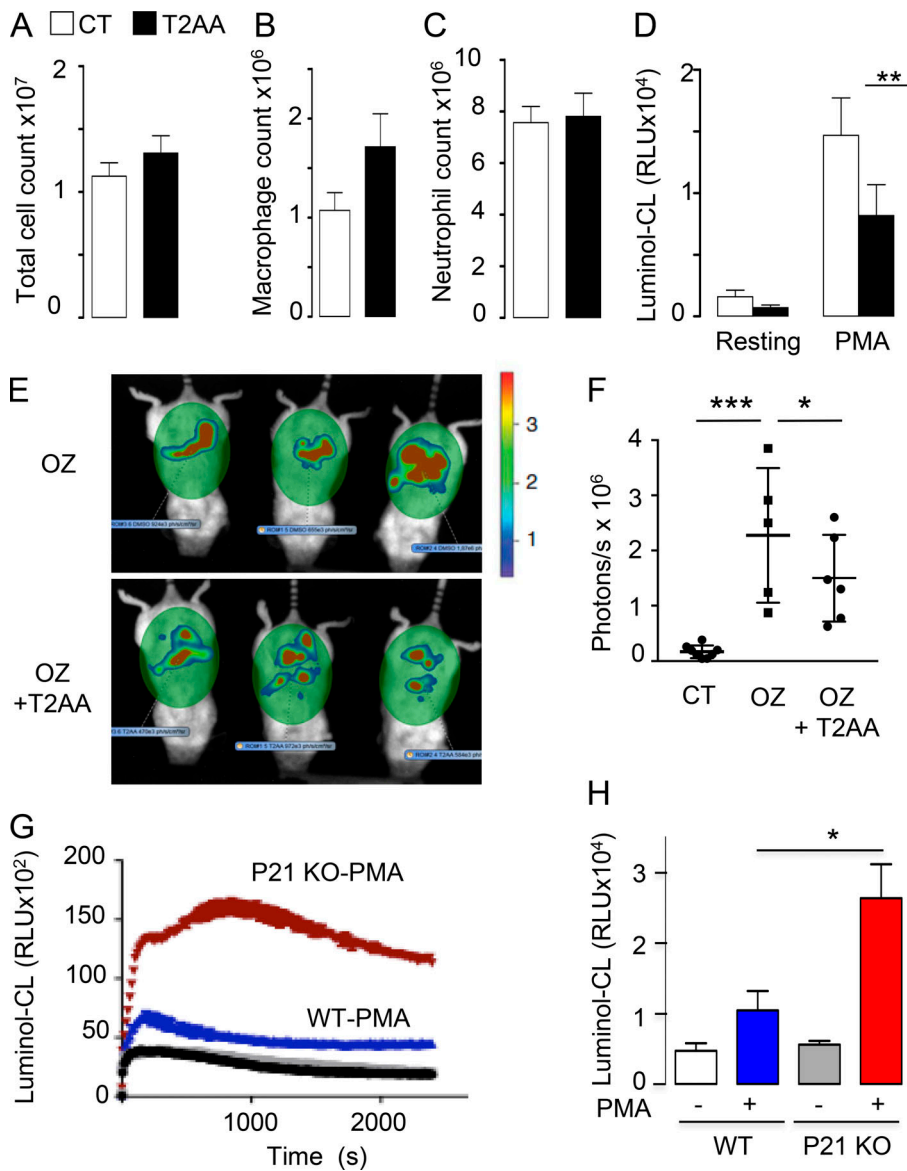 A
CT
T2AA
Total cell count x10⁷
2
1
0
B
Macrophage count x10⁶
2
1
0
C
Neutrophil count x10⁶
10
8
6
4
2
0
D
Luminol-CL (RLUx10⁴)
2
1
0
**
Resting
PMA
E
OZ
OZ
+T2AA
3
2
1
F
Photons/s x 10⁶
4
3
2
1
0
***
*
CT
OZ
OZ
+ T2AA
G
Luminol-CL (RLUx10²)
200
150
100
50
0
P21 KO-PMA
WT-PMA
1000
2000
Time (s)
H
Luminol-CL (RLUx10⁴)
3
2
1
0
*
PMA
- + - +
WT
P21 KO